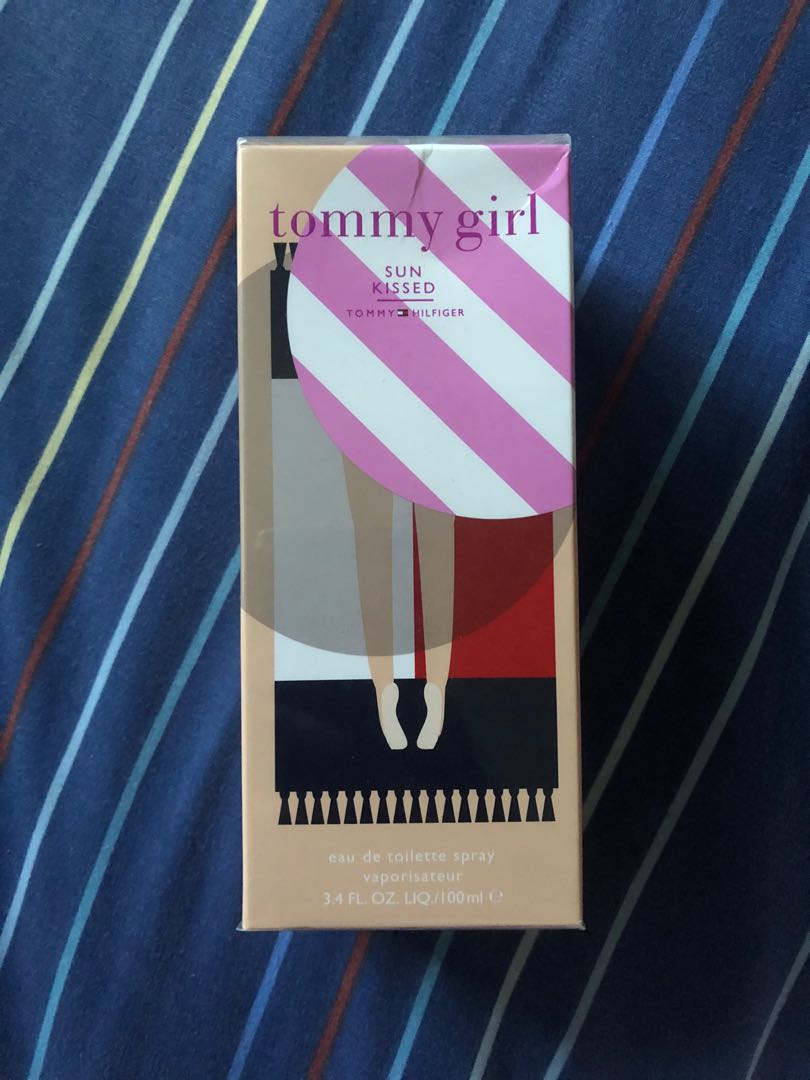 tommy girl
SUN
KISSED
TOMMY HILFIGER
eau de toilette spray
vaporisateur
3.4 FL. OZ. LIQ./100ml ℮